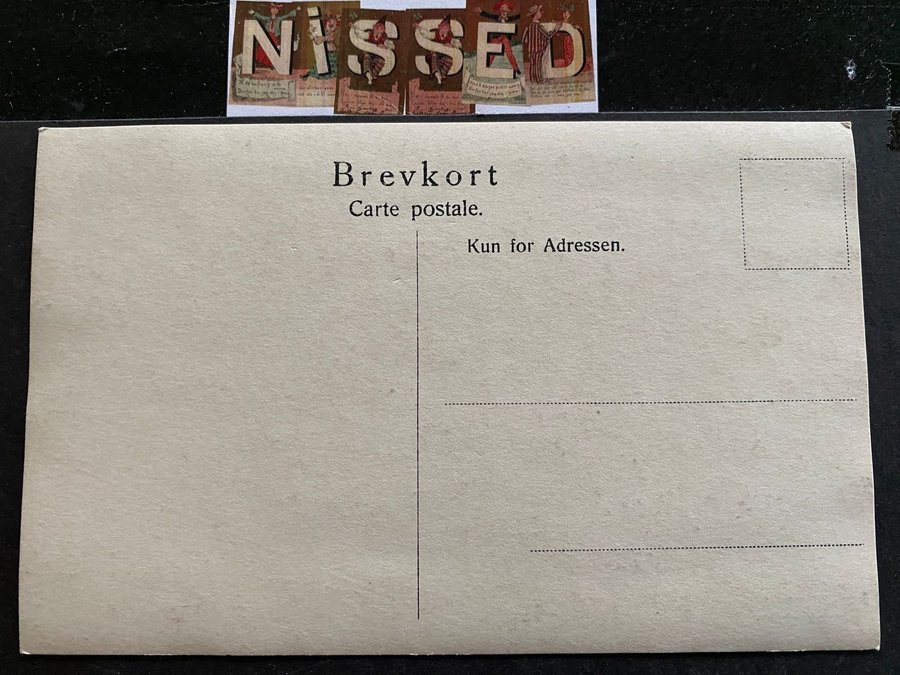 NiSSED
Brevkort
Carte postale.
Kun for Adressen.